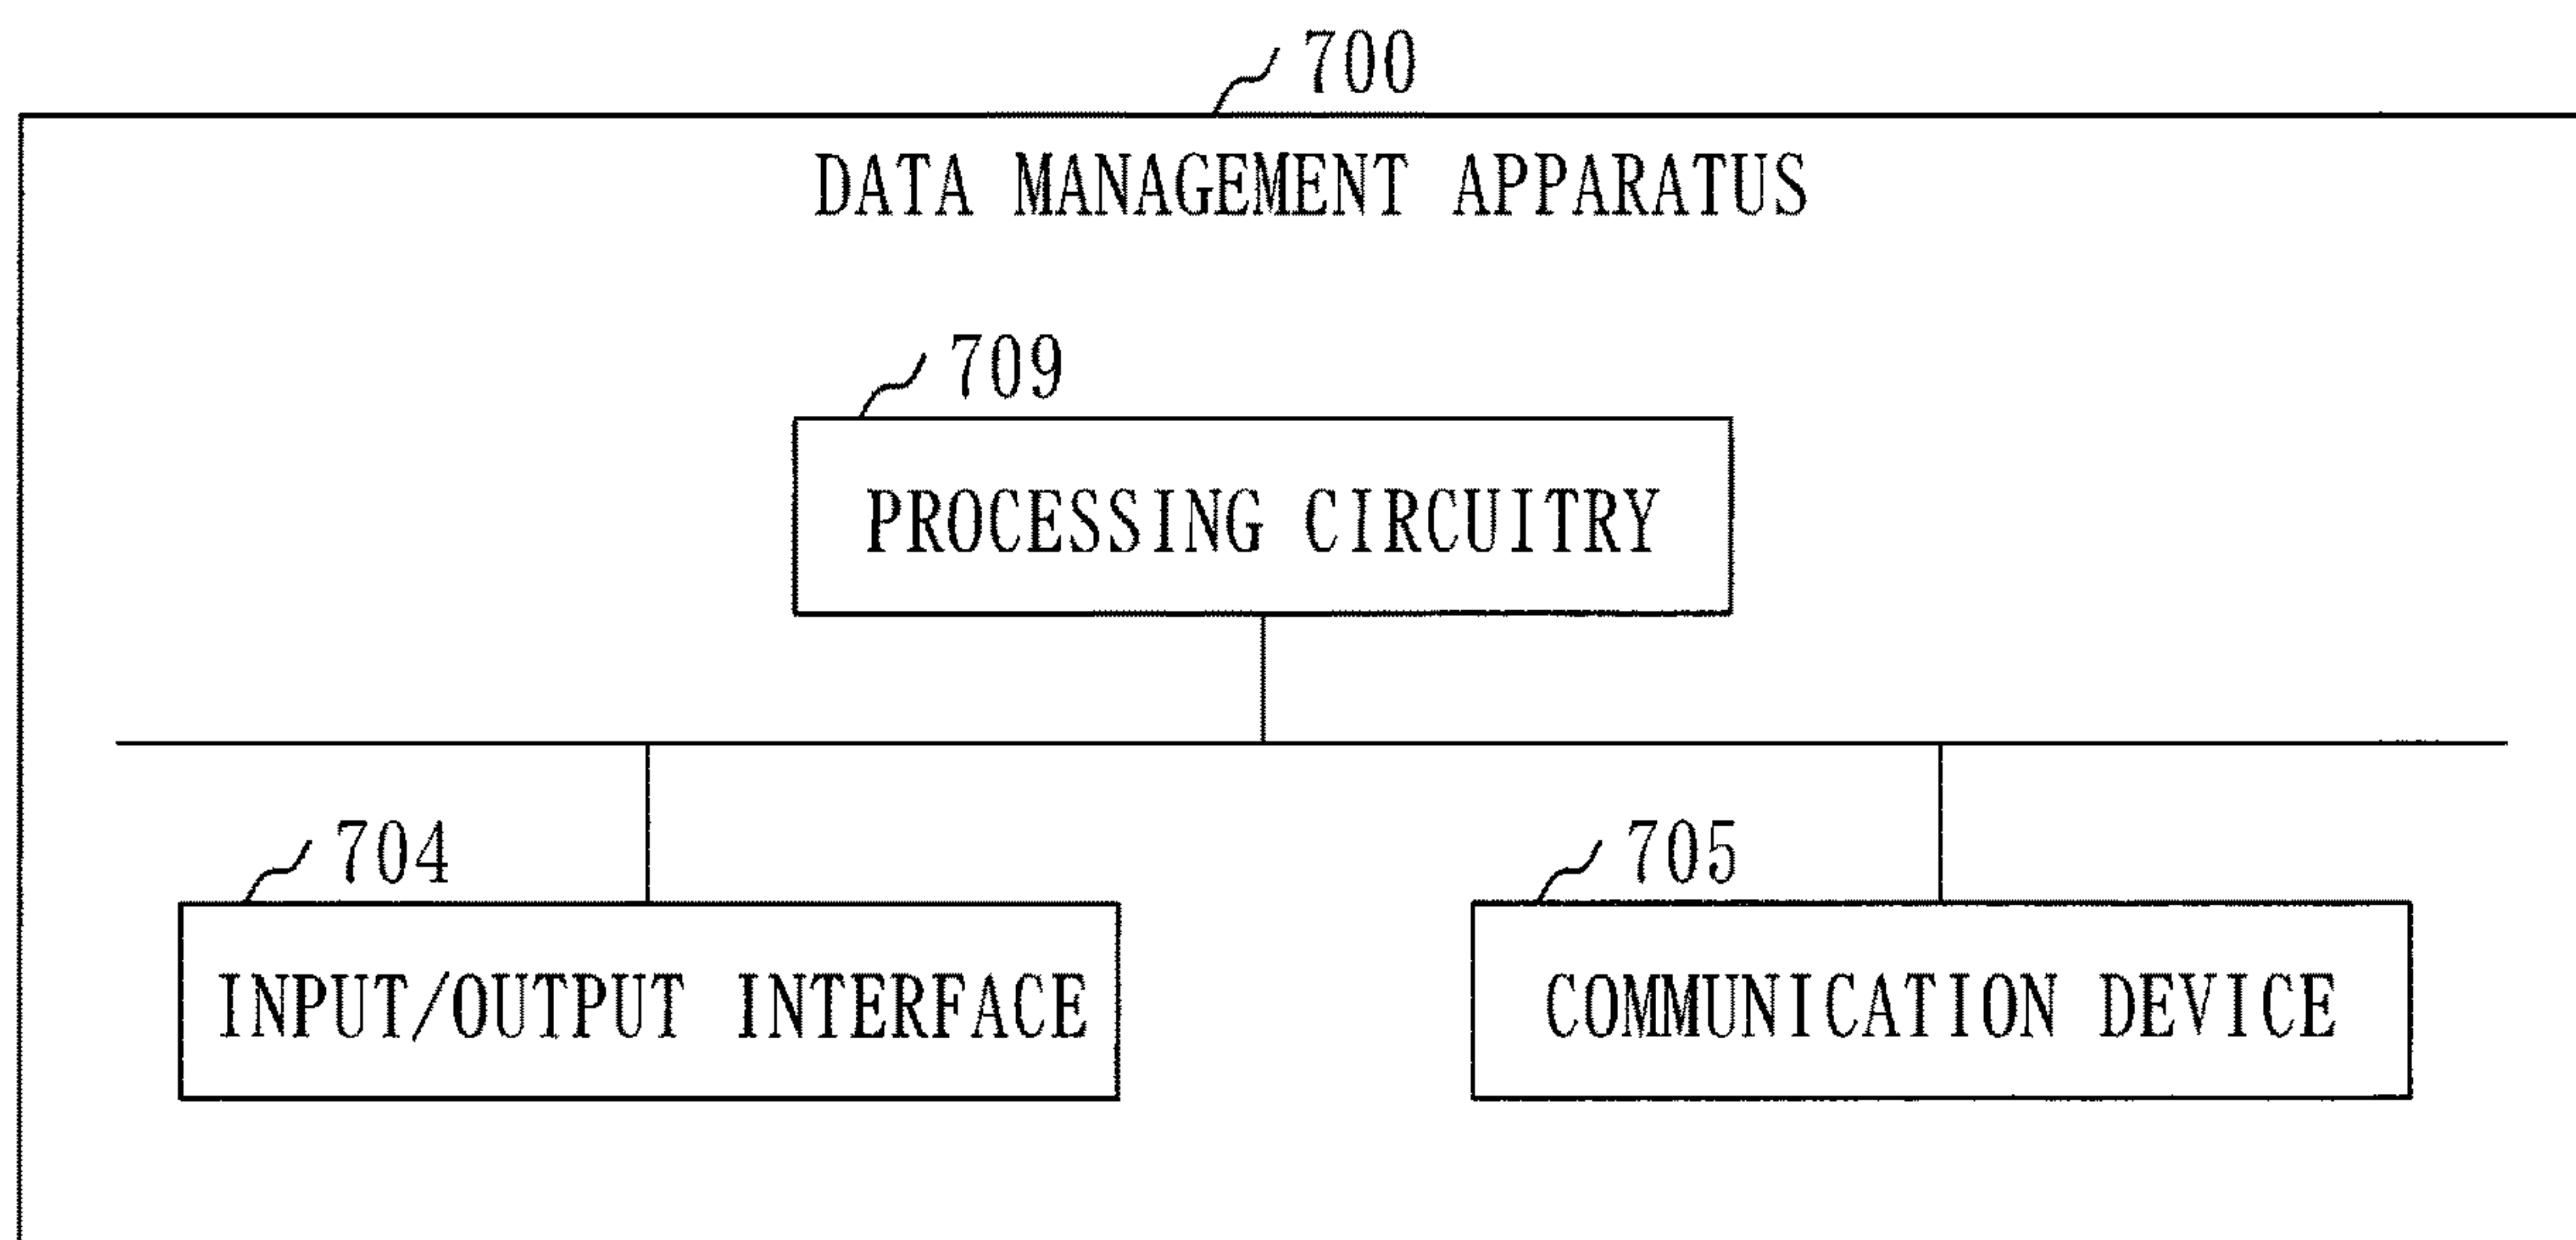 700
DATA MANAGEMENT APPARATUS
709
PROCESSING CIRCUITRY
704
705
INPUT/OUTPUT INTERFACE
COMMUNICATION DEVICE